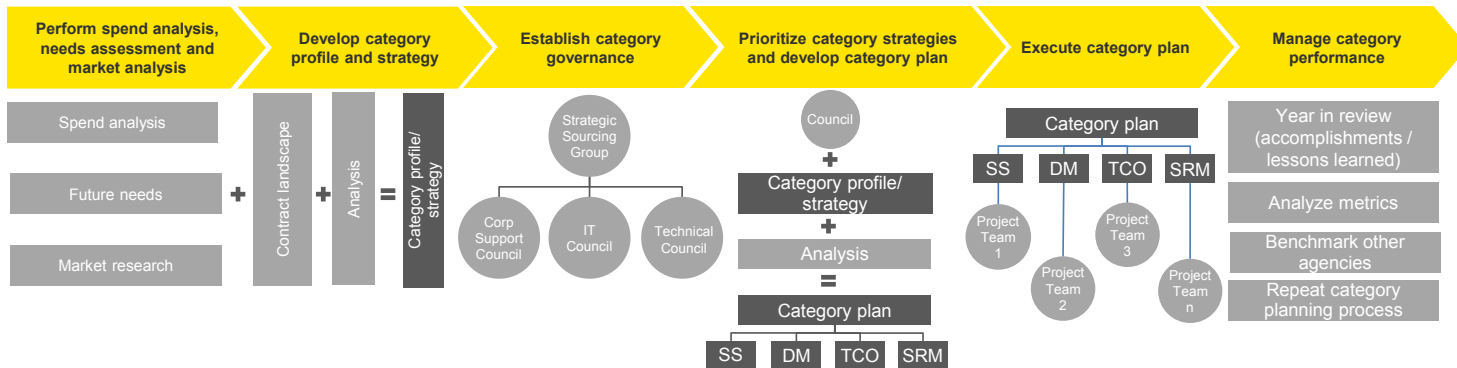 Perform spend analysis,
needs assessment and
market analysis
Develop category
profile and strategy
Establish category
governance
Prioritize category strategies
and develop category plan
Execute category plan
Manage category
performance
Spend analysis
Future needs
Market research
+
Contract landscape
+
Analysis
=
Category profile/
strategy
Strategic
Sourcing
Group
Corp
Support
Council
IT
Council
Technical
Council
Council
+
Category profile/
strategy
+
Analysis
=
Category plan
SS
DM
TCO
SRM
Category plan
SS
DM
TCO
SRM
Project
Team
1
Project
Team
2
Project
Team
3
Project
Team
n
Year in review
(accomplishments /
lessons learned)
Analyze metrics
Benchmark other
agencies
Repeat category
planning process